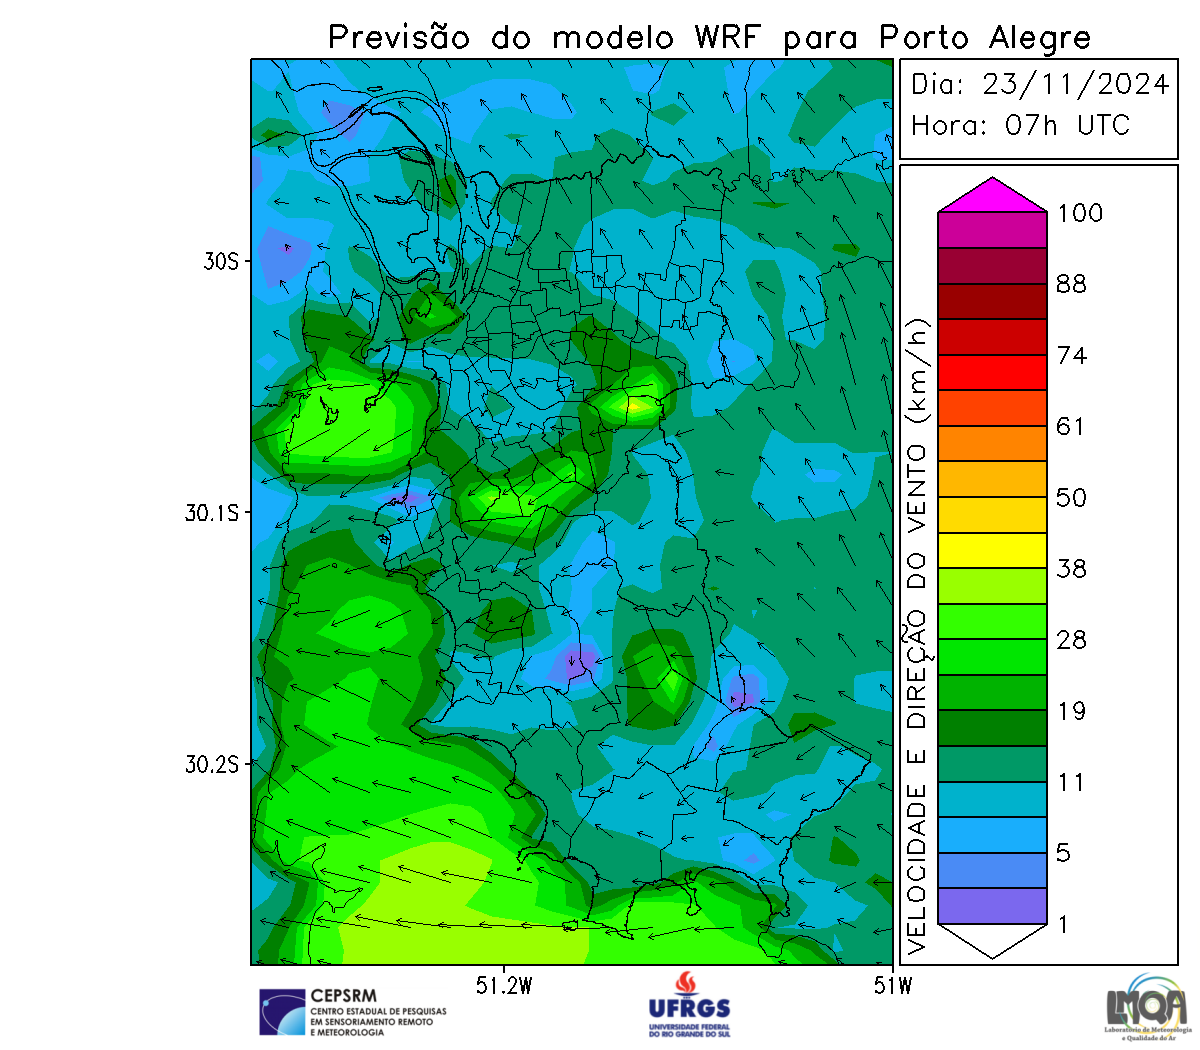 Previsão do modelo WRF para Porto Alegre
Dia: 23/11/2024
Hora: 07h UTC
30S
30.1S
30.2S
51.2W
51W
VELOCIDADE E DIREÇÃO DO VENTO (km/h)
100
88
74
61
50
38
28
19
11
5
1
CEPSRM
CENTRO ESTADUAL DE PESQUISAS
EM SENSORIAMENTO REMOTO
E METEOROLOGIA
UFRGS
UNIVERSIDADE FEDERAL
DO RIO GRANDE DO SUL
LMQA
Laboratório de Meteorologia
e Qualidade do Ar